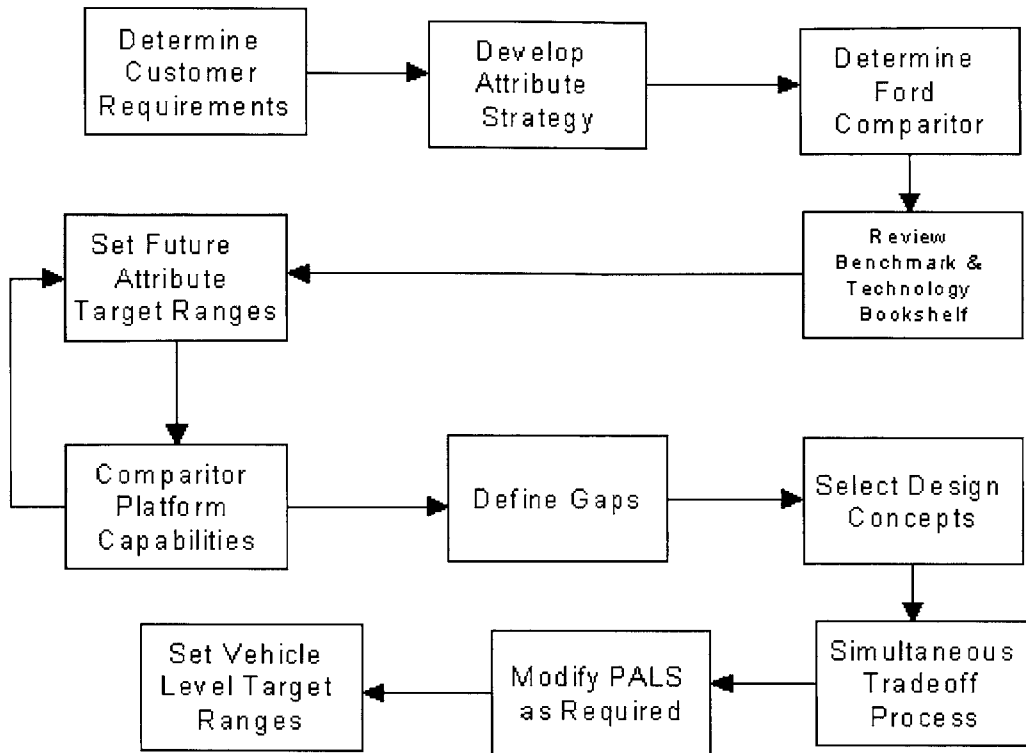 Determine
Customer
Requirements
Develop
Attribute
Strategy
Determine
Ford
Comparitor
Review
Benchmark &
Technology
Bookshelf
Set Future
Attribute
Target Ranges
Comparitor
Platform
Capabilities
Define Gaps
Select Design
Concepts
Simultaneous
Tradeoff
Process
Modify PALS
as Required
Set Vehicle
Level Target
Ranges